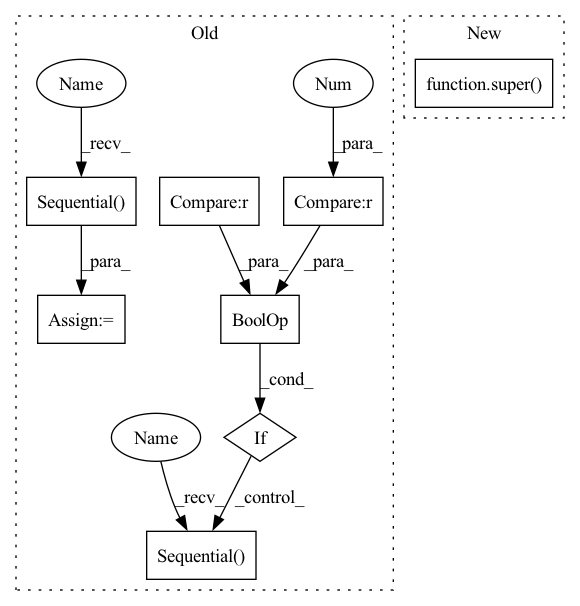 Old
New
Name
Num
function.super()
_recv_
_para_
Sequential()
Compare:r
Compare:r
_para_
_para_
_para_
Assign:=
BoolOp
_cond_
Name
If
_recv_
_control_
Sequential()